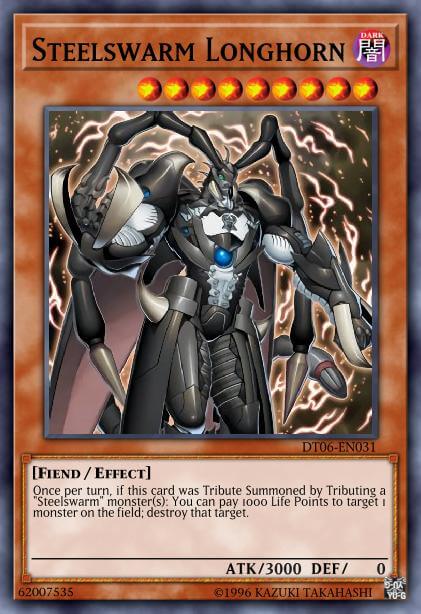 STEELSWARM LONGHORN
DARK
闇
DT06-EN031
[FIEND / EFFECT]
Once per turn, if this card was Tribute Summoned by Tributing a
"Steelswarm" monster(s): You can pay 1000 Life Points to target 1
monster on the field; destroy that target.
ATK/3000 DEF/ 0
62007535
©1996 KAZUKI TAKAHASHI